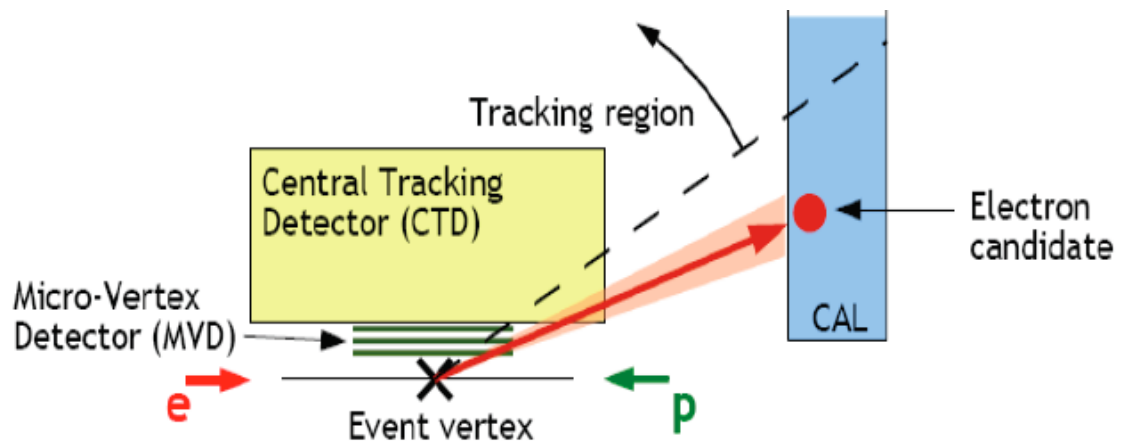 Tracking region
Central Tracking
Detector (CTD)
Electron
candidate
Micro-Vertex
Detector (MVD)
CAL
e
p
Event vertex